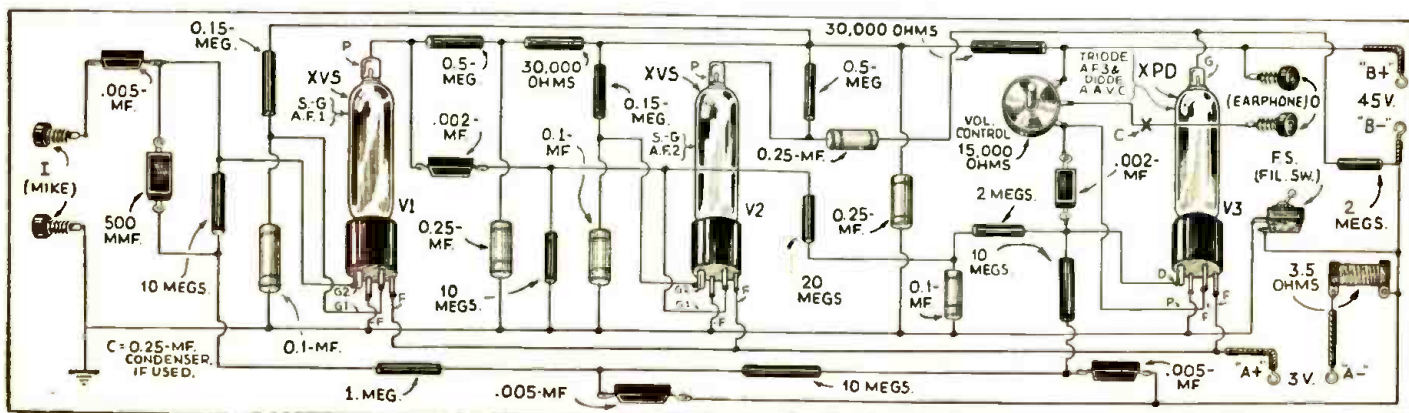 0.15-
MEG.
.005-
MF.
I
(MIKE)
500
MMF.
10 MEGS.
C = 0.25-MF.
CONDENSER.
IF USED.
0.1-MF.
P
XVS
S.-G
A.F.1
V1
G2
G1
F
F
0.5-
MEG.
30,000
OHMS
.002-
MF.
0.1-
MF
0.15-
MEG.
0.25-
MF.
10
MEGS.
1. MEG.
.005-MF.
XVS
P
S.-G
A.F.2
V2
G1
F
F
0.5-
MEG
0.25-MF.
20
MEGS
0.25-
MF.
10 MEGS.
30,000 OHMS
VOL.
CONTROL
15,000
OHMS
TRIODE
A.F.3 &
DIODE
A.A.V.C
XPD
G
C
.002-
MF
2 MEGS.
10
MEGS
0.1-
MF
V3
D
P
F
F
.005-
MF
(EARPHONE) O
"B+"
45 V.
"B-"
F.S.
(FIL. SW.)
2
MEGS.
3.5
OHMS
"A+"
3 V.
"A-"